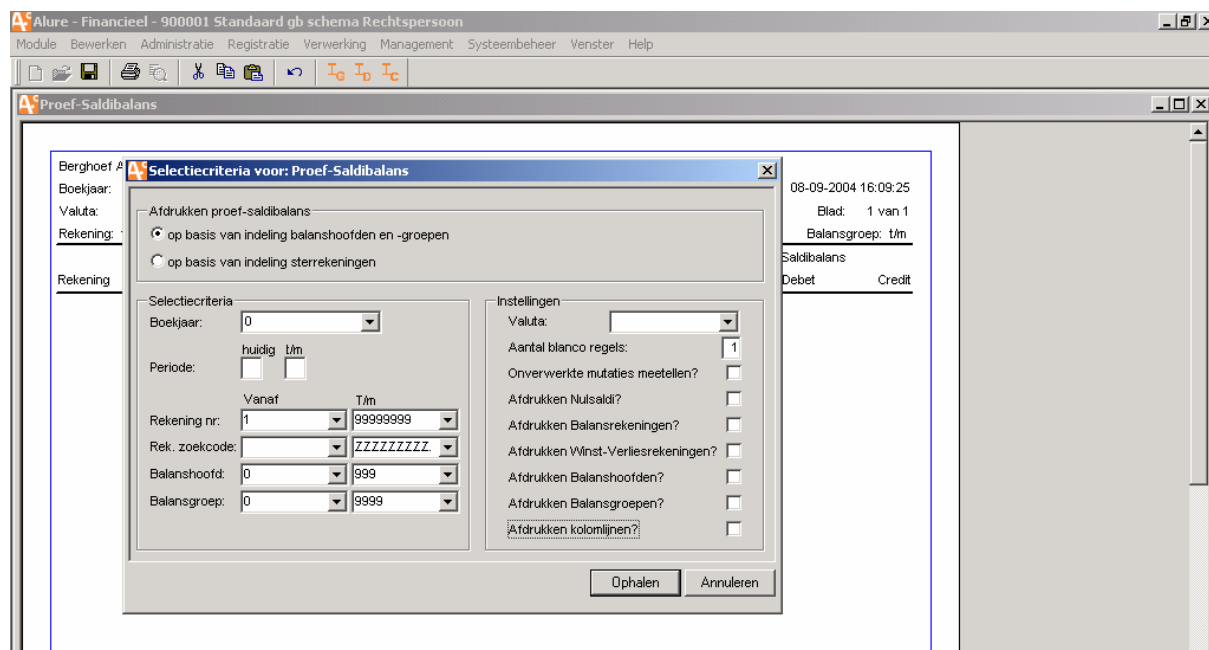 Alure - Financieel - 900001 Standaard gb schema Rechtspersoon
Module Bewerken Administratie Registratie Verwerking Management Systeembeheer Venster Help
IG ID IC
Proef-Saldibalans
Berghoef A
Selectiecriteria voor: Proef-Saldibalans
Boekjaar: 08-09-2004 16:09:25
Valuta: Blad: 1 van 1
Rekening: Balansgroep: t/m
Saldibalans
Rekening Debet Credit
Afdrukken proef-saldibalans
op basis van indeling balanshoofden en -groepen
op basis van indeling sterrekeningen
Selectiecriteria
Boekjaar: 0
huidig t/m
Periode:
Vanaf T/m
Rekening nr: 1 99999999
Rek. zoekcode: ZZZZZZZZZ.
Balanshoofd: 0 999
Balansgroep: 0 9999
Instellingen
Valuta:
Aantal blanco regels: 1
Onverwerkte mutaties meetellen?
Afdrukken Nulsaldi?
Afdrukken Balansrekeningen?
Afdrukken Winst-Verliesrekeningen?
Afdrukken Balanshoofden?
Afdrukken Balansgroepen?
Afdrukken kolomlijnen?
Ophalen Annuleren